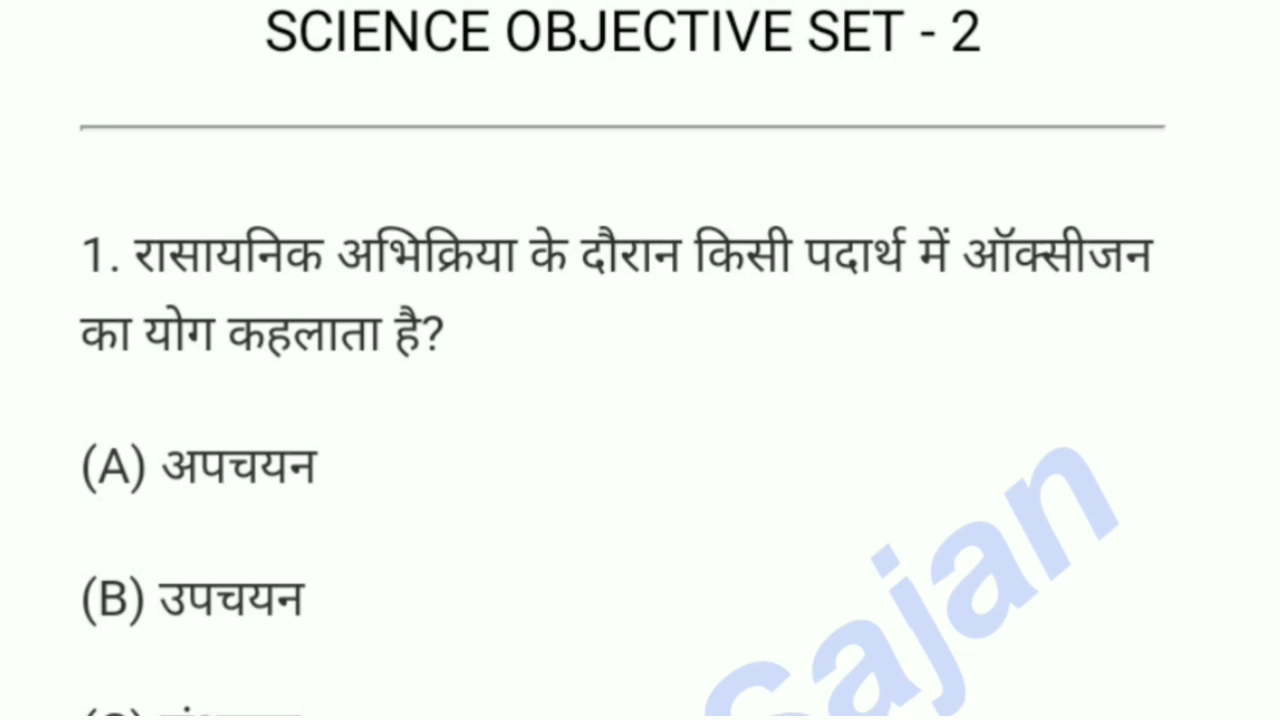 SCIENCE OBJECTIVE SET - 2
1. रासायनिक अभिक्रिया के दौरान किसी पदार्थ में ऑक्सीजन
का योग कहलाता है?
(A) अपचयन
(B) उपचयन
Sajan